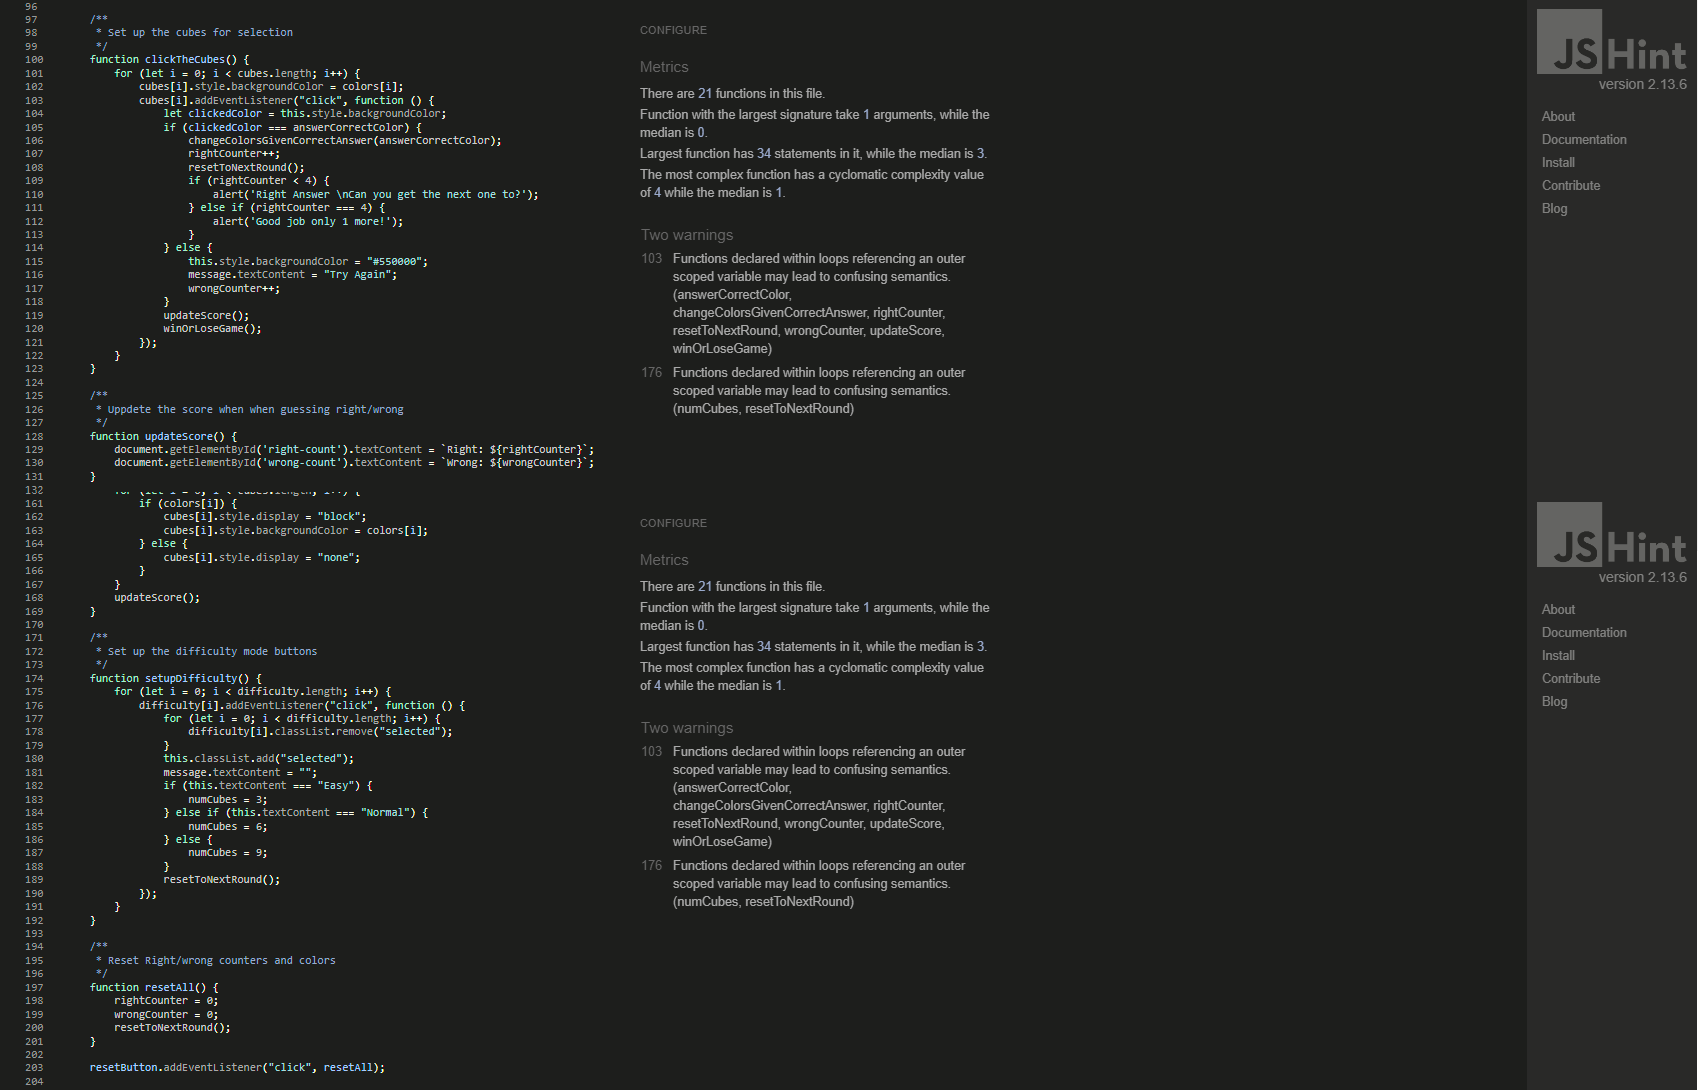 96
97 /**
98 * Set up the cubes for selection
99 */
100 function clickTheCubes() {
101 for (let i = 0; i < cubes.length; i++) {
102 cubes[i].style.backgroundColor = colors[i];
103 cubes[i].addEventListener("click", function () {
104 let clickedColor = this.style.backgroundColor;
105 if (clickedColor === answerCorrectColor) {
106 changeColorsGivenCorrectAnswer(answerCorrectColor);
107 rightCounter++;
108 resetToNextRound();
109 if (rightCounter < 4) {
110 alert('Right Answer \nCan you get the next one to?');
111 } else if (rightCounter === 4) {
112 alert('Good job only 1 more!');
113 }
114 } else {
115 this.style.backgroundColor = "#550000";
116 message.textContent = "Try Again";
117 wrongCounter++;
118 }
119 updateScore();
120 winOrLoseGame();
121 });
122 }
123 }
124
125 /**
126 * Uppdete the score when when guessing right/wrong
127 */
128 function updateScore() {
129 document.getElementById('right-count').textContent = `Right: ${rightCounter}`;
130 document.getElementById('wrong-count').textContent = `Wrong: ${wrongCounter}`;
131 }
132 for (let i = 0; i < cubes.length; i++) {
161 if (colors[i]) {
162 cubes[i].style.display = "block";
163 cubes[i].style.backgroundColor = colors[i];
164 } else {
165 cubes[i].style.display = "none";
166 }
167 }
168 updateScore();
169 }
170
171 /**
172 * Set up the difficulty mode buttons
173 */
174 function setupDifficulty() {
175 for (let i = 0; i < difficulty.length; i++) {
176 difficulty[i].addEventListener("click", function () {
177 for (let i = 0; i < difficulty.length; i++) {
178 difficulty[i].classList.remove("selected");
179 }
180 this.classList.add("selected");
181 message.textContent = "";
182 if (this.textContent === "Easy") {
183 numCubes = 3;
184 } else if (this.textContent === "Normal") {
185 numCubes = 6;
186 } else {
187 numCubes = 9;
188 }
189 resetToNextRound();
190 });
191 }
192 }
193
194 /**
195 * Reset Right/wrong counters and colors
196 */
197 function resetAll() {
198 rightCounter = 0;
199 wrongCounter = 0;
200 resetToNextRound();
201 }
202
203 resetButton.addEventListener("click", resetAll);
204
CONFIGURE
Metrics
There are 21 functions in this file.
Function with the largest signature take 1 arguments, while the
median is 0.
Largest function has 34 statements in it, while the median is 3.
The most complex function has a cyclomatic complexity value
of 4 while the median is 1.
Two warnings
103 Functions declared within loops referencing an outer
scoped variable may lead to confusing semantics.
(answerCorrectColor,
changeColorsGivenCorrectAnswer, rightCounter,
resetToNextRound, wrongCounter, updateScore,
winOrLoseGame)
176 Functions declared within loops referencing an outer
scoped variable may lead to confusing semantics.
(numCubes, resetToNextRound)
CONFIGURE
Metrics
There are 21 functions in this file.
Function with the largest signature take 1 arguments, while the
median is 0.
Largest function has 34 statements in it, while the median is 3.
The most complex function has a cyclomatic complexity value
of 4 while the median is 1.
Two warnings
103 Functions declared within loops referencing an outer
scoped variable may lead to confusing semantics.
(answerCorrectColor,
changeColorsGivenCorrectAnswer, rightCounter,
resetToNextRound, wrongCounter, updateScore,
winOrLoseGame)
176 Functions declared within loops referencing an outer
scoped variable may lead to confusing semantics.
(numCubes, resetToNextRound)
JSHint
version 2.13.6
About
Documentation
Install
Contribute
Blog
JSHint
version 2.13.6
About
Documentation
Install
Contribute
Blog